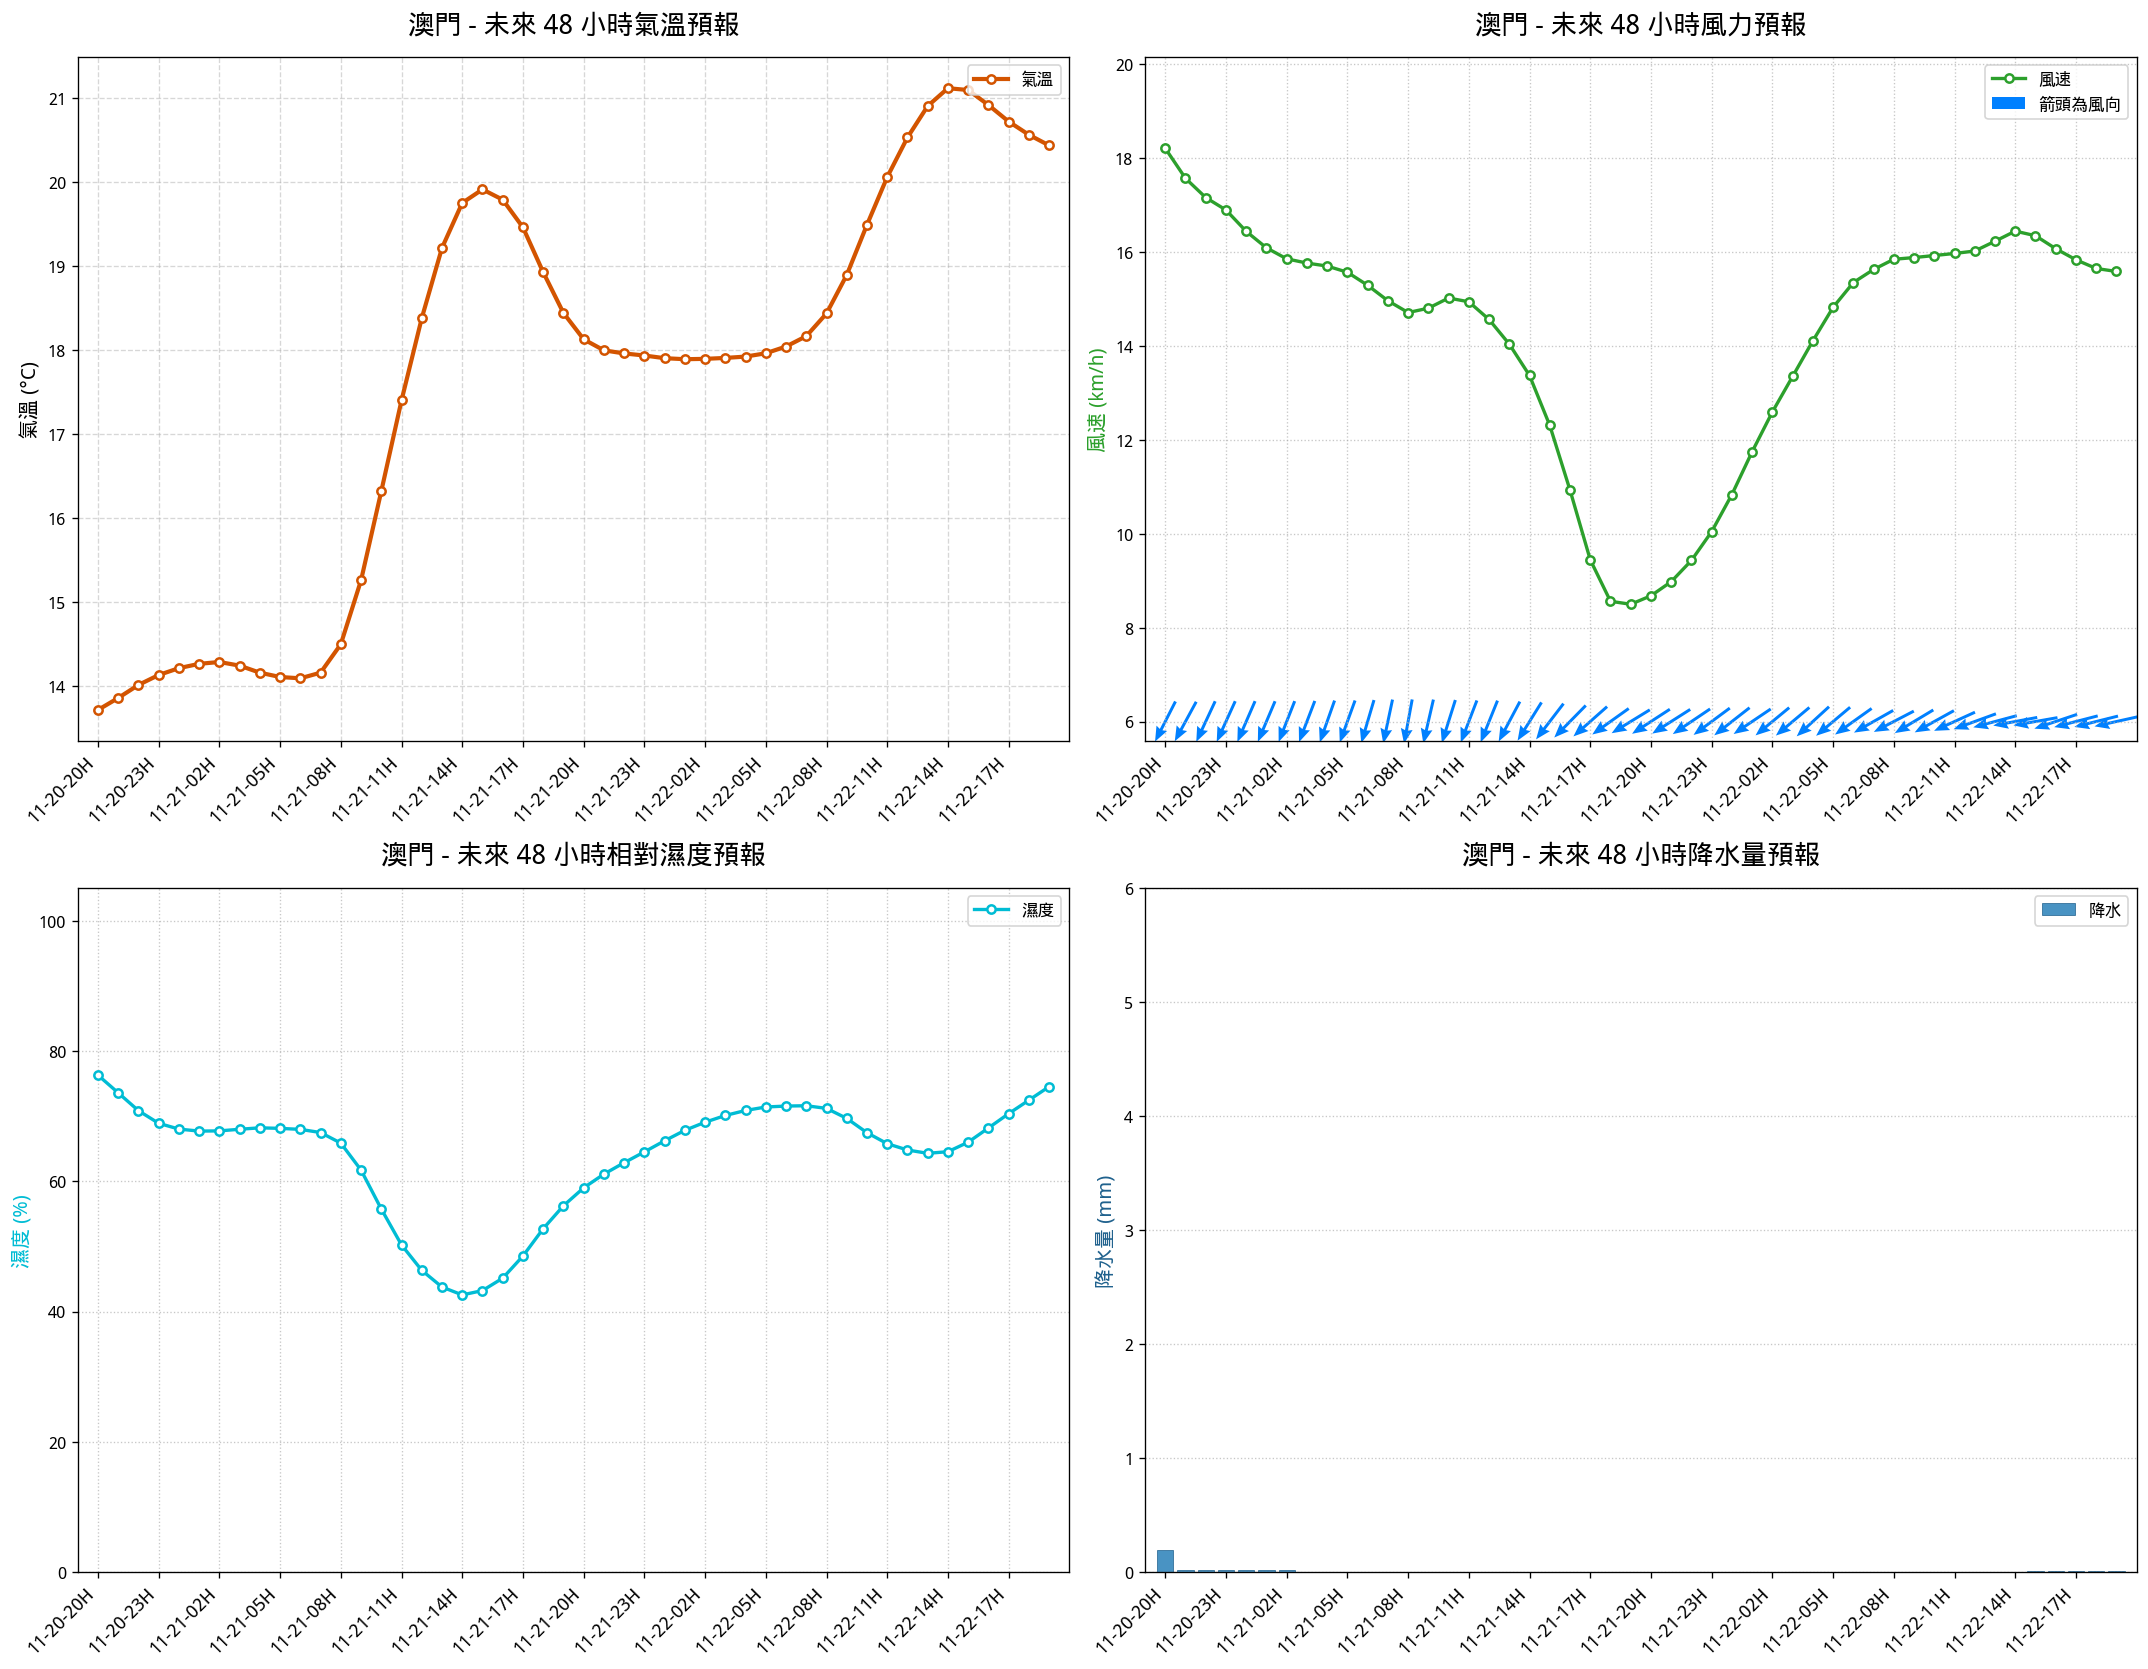 澳門 - 未來 48 小時氣溫預報
氣溫
氣溫 (°C)
21
20
19
18
17
16
15
14
11-20-20H
11-20-23H
11-21-02H
11-21-05H
11-21-08H
11-21-11H
11-21-14H
11-21-17H
11-21-20H
11-21-23H
11-22-02H
11-22-05H
11-22-08H
11-22-11H
11-22-14H
11-22-17H
澳門 - 未來 48 小時風力預報
風速
箭頭為風向
風速 (km/h)
20
18
16
14
12
10
8
6
11-20-20H
11-20-23H
11-21-02H
11-21-05H
11-21-08H
11-21-11H
11-21-14H
11-21-17H
11-21-20H
11-21-23H
11-22-02H
11-22-05H
11-22-08H
11-22-11H
11-22-14H
11-22-17H
澳門 - 未來 48 小時相對濕度預報
濕度
濕度 (%)
100
80
60
40
20
0
11-20-20H
11-20-23H
11-21-02H
11-21-05H
11-21-08H
11-21-11H
11-21-14H
11-21-17H
11-21-20H
11-21-23H
11-22-02H
11-22-05H
11-22-08H
11-22-11H
11-22-14H
11-22-17H
澳門 - 未來 48 小時降水量預報
降水
降水量 (mm)
6
5
4
3
2
1
0
11-20-20H
11-20-23H
11-21-02H
11-21-05H
11-21-08H
11-21-11H
11-21-14H
11-21-17H
11-21-20H
11-21-23H
11-22-02H
11-22-05H
11-22-08H
11-22-11H
11-22-14H
11-22-17H